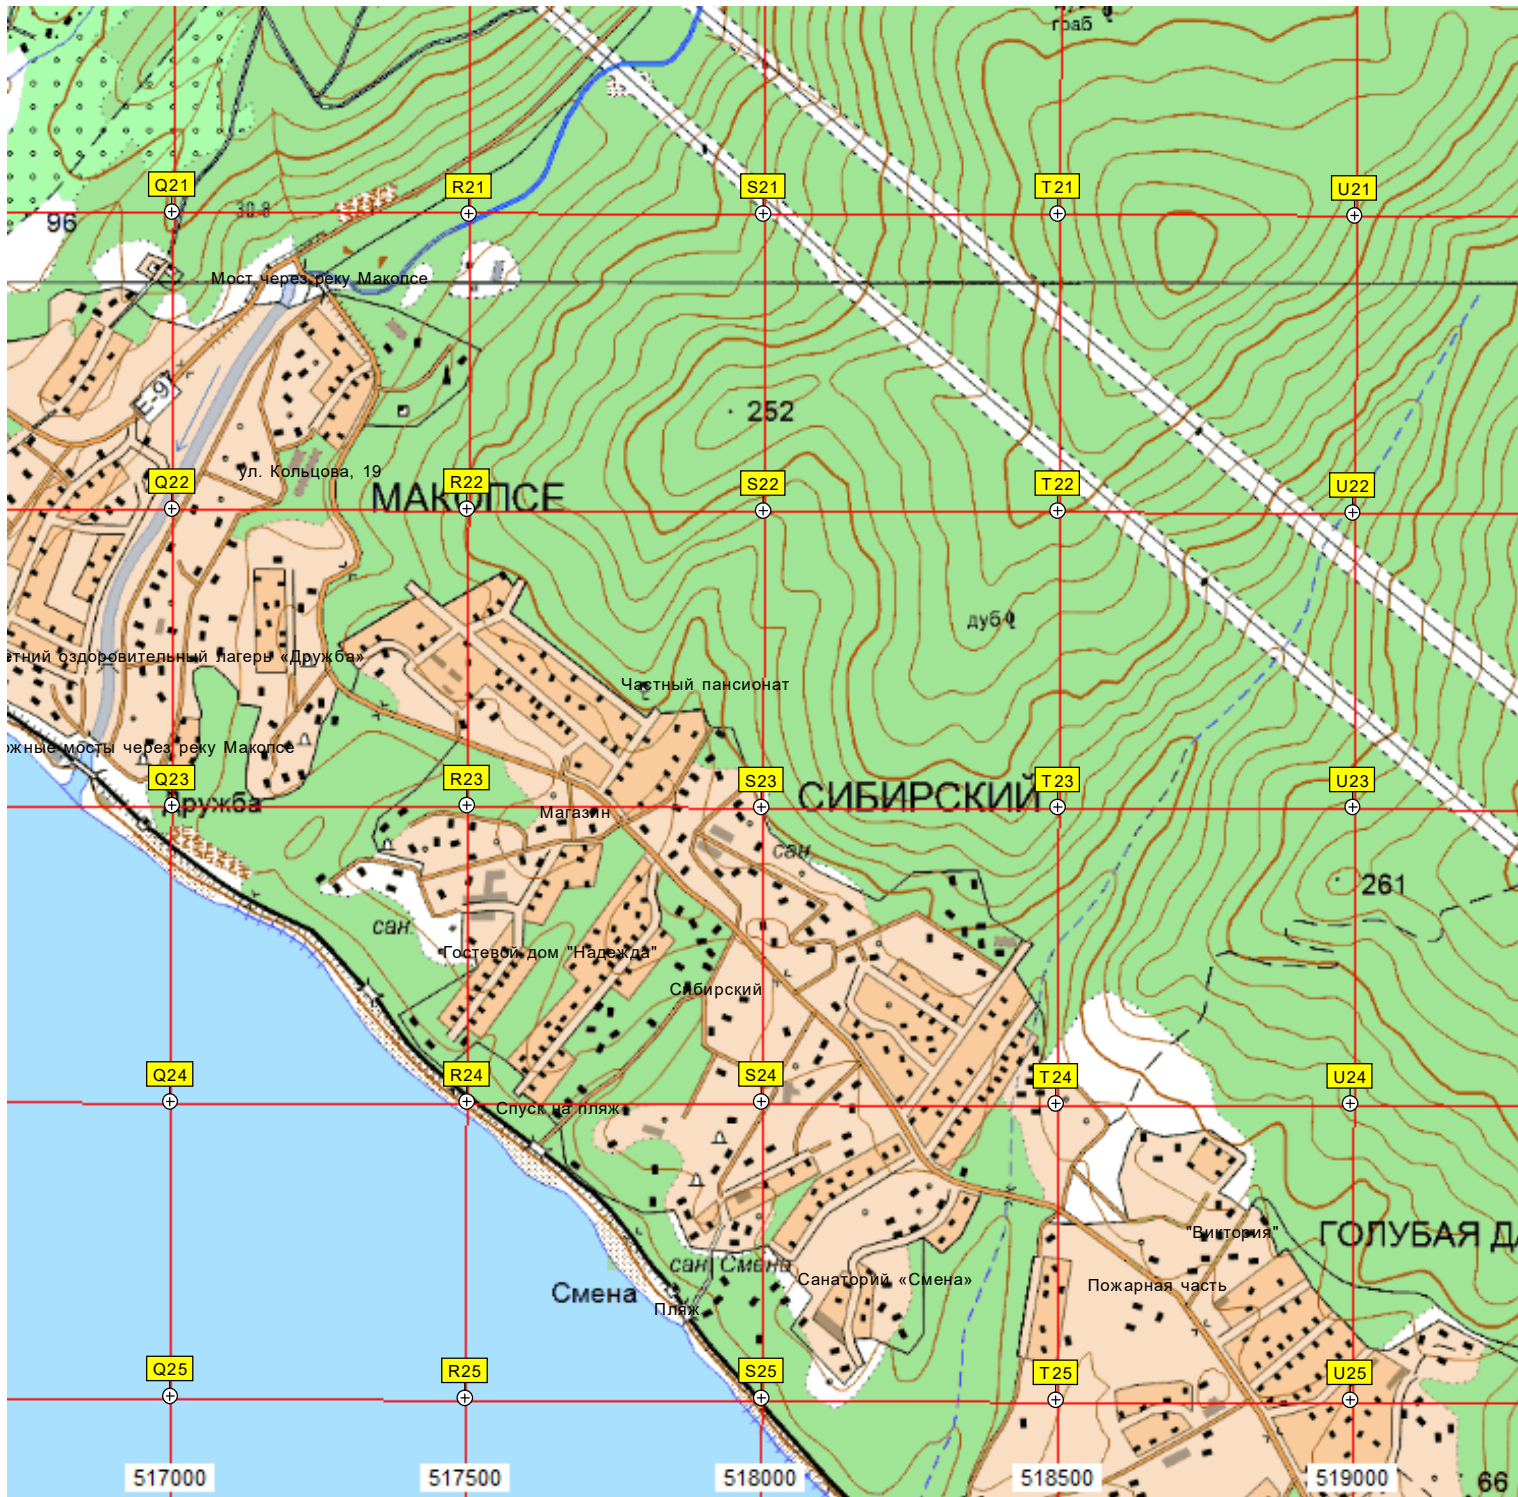 граб
Q21
R21
S21
T21
U21
96
Мост через реку Макопсе
E-97
252
ул. Кольцова, 19
Q22
R22
S22
T22
U22
МАКОПСЕ
дуб
етний оздоровительный лагерь «Дружба»
Частный пансионат
ожные мосты через реку Макопсе
Q23
R23
S23
T23
U23
Дружба
Магазин
СИБИРСКИЙ
сан.
261
сан.
Гостевой дом "Надежда"
Сибирский
Q24
R24
S24
T24
U24
Спуск на пляж
"Виктория"
ГОЛУБАЯ ДА
сан. Смена
Санаторий «Смена»
Пожарная часть
Смена
Пляж
Q25
R25
S25
T25
U25
517000
517500
518000
518500
519000
66